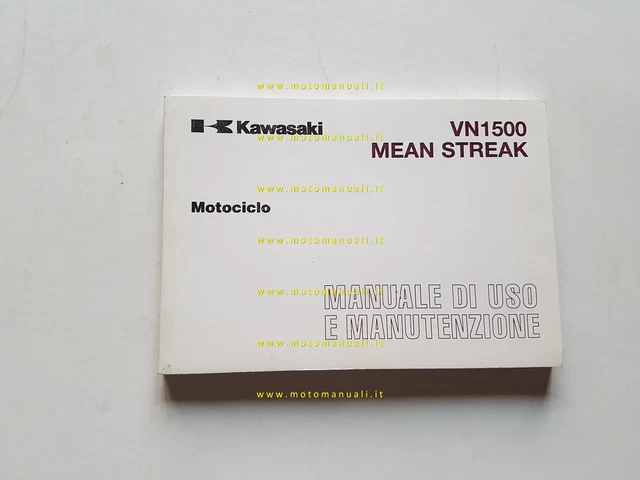 www.motomanuali.it
Kawasaki
VN1500
MEAN STREAK
www.motomanuali.it
www.motomanuali.it
Motociclo
www.motomanuali.it
www.motomanuali.it
MANUALE DI USO
E MANUTENZIONE
www.motomanuali.it
www.motomanuali.it